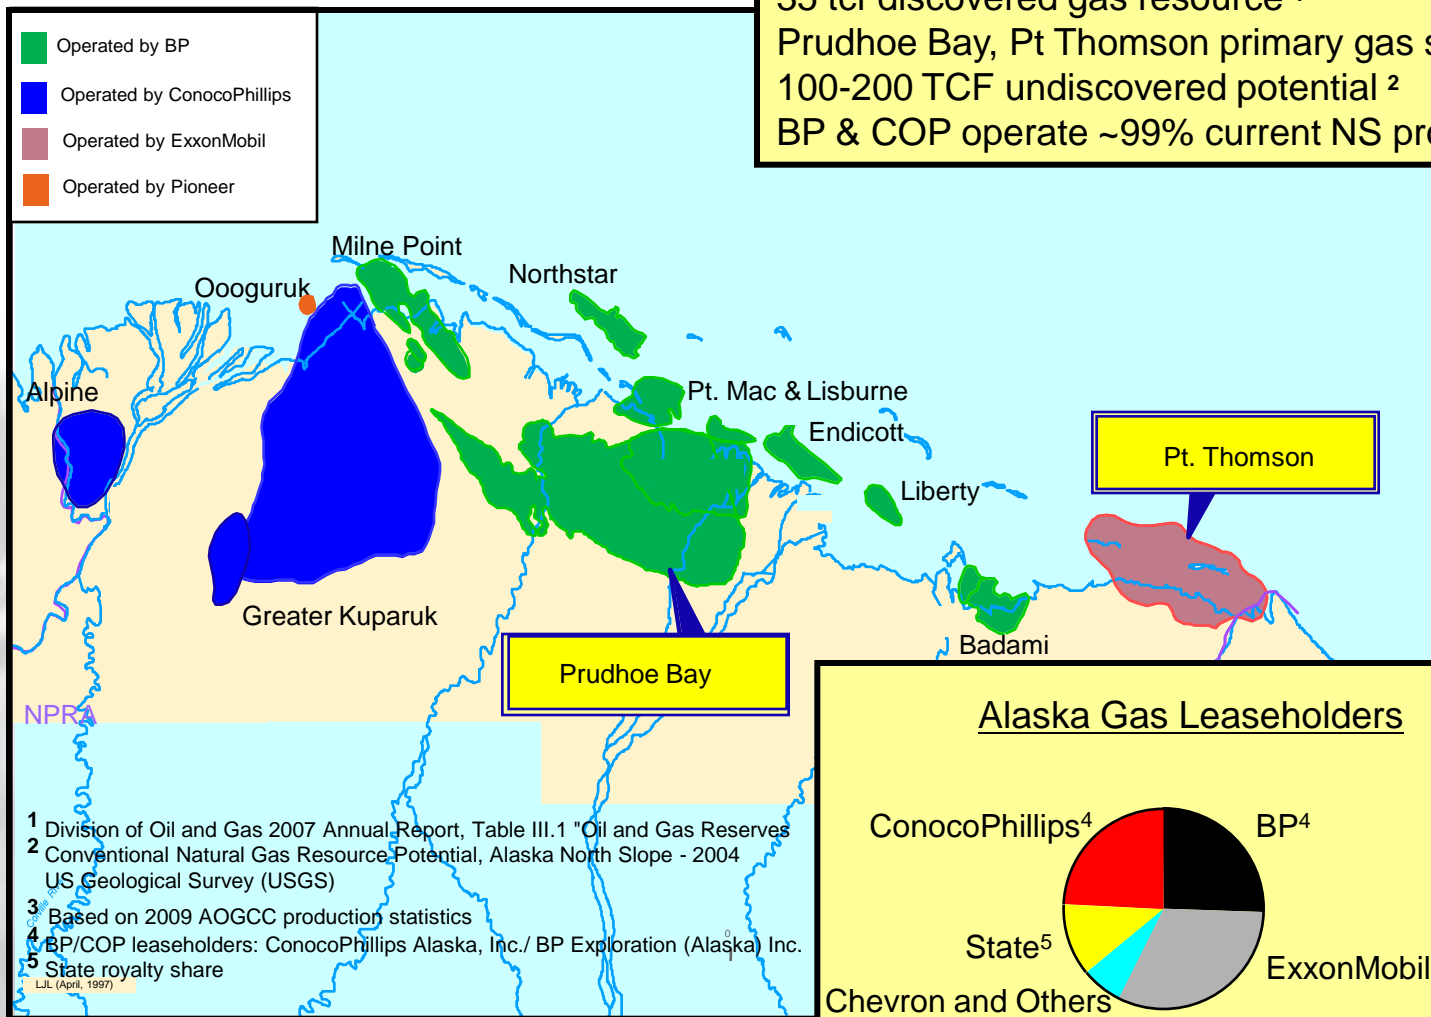 35 tcf discovered gas resource
Prudhoe Bay, Pt Thomson primary gas
100-200 TCF undiscovered potential 2
BP & COP operate ~99% current NS
Operated by BP
Operated by ConocoPhillips
Operated by ExxonMobil
Operated by Pioneer
Milne Point
Northstar
Oooguruk
Alpine
Pt. Mac & Lisburne
Endicott
Pt. Thomson
Liberty
Greater Kuparuk
Badami
Prudhoe Bay
NPRA
Alaska Gas Leaseholders
ConocoPhillips4
BP4
State5
ExxonMobil
Chevron and Others
1 Division of Oil and Gas 2007 Annual Report, Table III.1 "Oil and Gas Reserves
2 Conventional Natural Gas Resource Potential, Alaska North Slope - 2004
US Geological Survey (USGS)
3 Based on 2009 AOGCC production statistics
4 BP/COP leaseholders: ConocoPhillips Alaska, Inc./ BP Exploration (Alaska) Inc.
5 State royalty share
LJL (April, 1997)